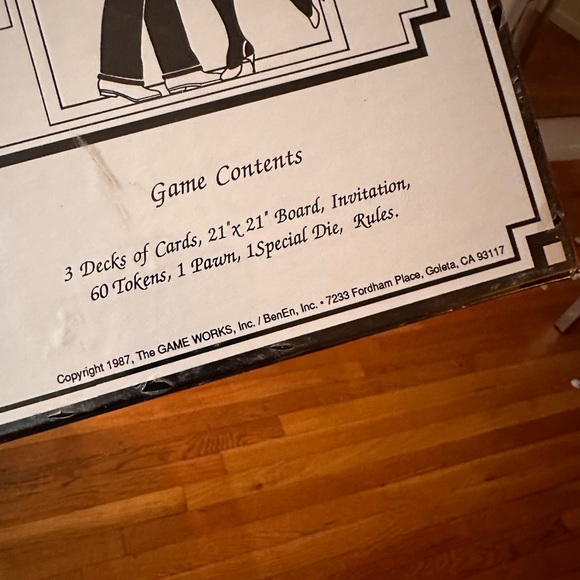 Game Contents
3 Decks of Cards, 21"x 21" Board, Invitation,
60 Tokens, 1 Pawn, 1Special Die, Rules.
Copyright 1987, The GAME WORKS, Inc. / BenEn, Inc. • 7233 Fordham Place, Goleta, CA 93117